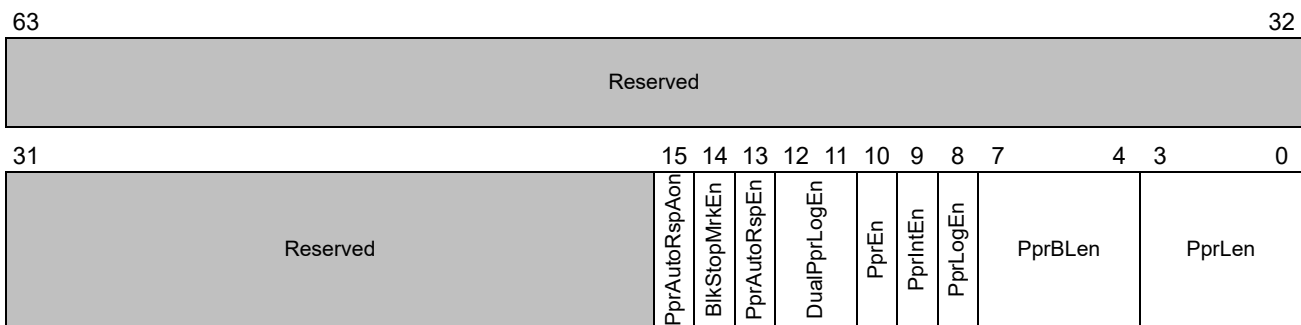 63 32
Reserved
31 15 14 13 12 11 10 9 8 7 4 3 0
Reserved
PprAutoRspAon
BlkStopMrkEn
PprAutoRspEn
DualPprLogEn
PprEn
PprIntEn
PprLogEn
PprBLen
PprLen